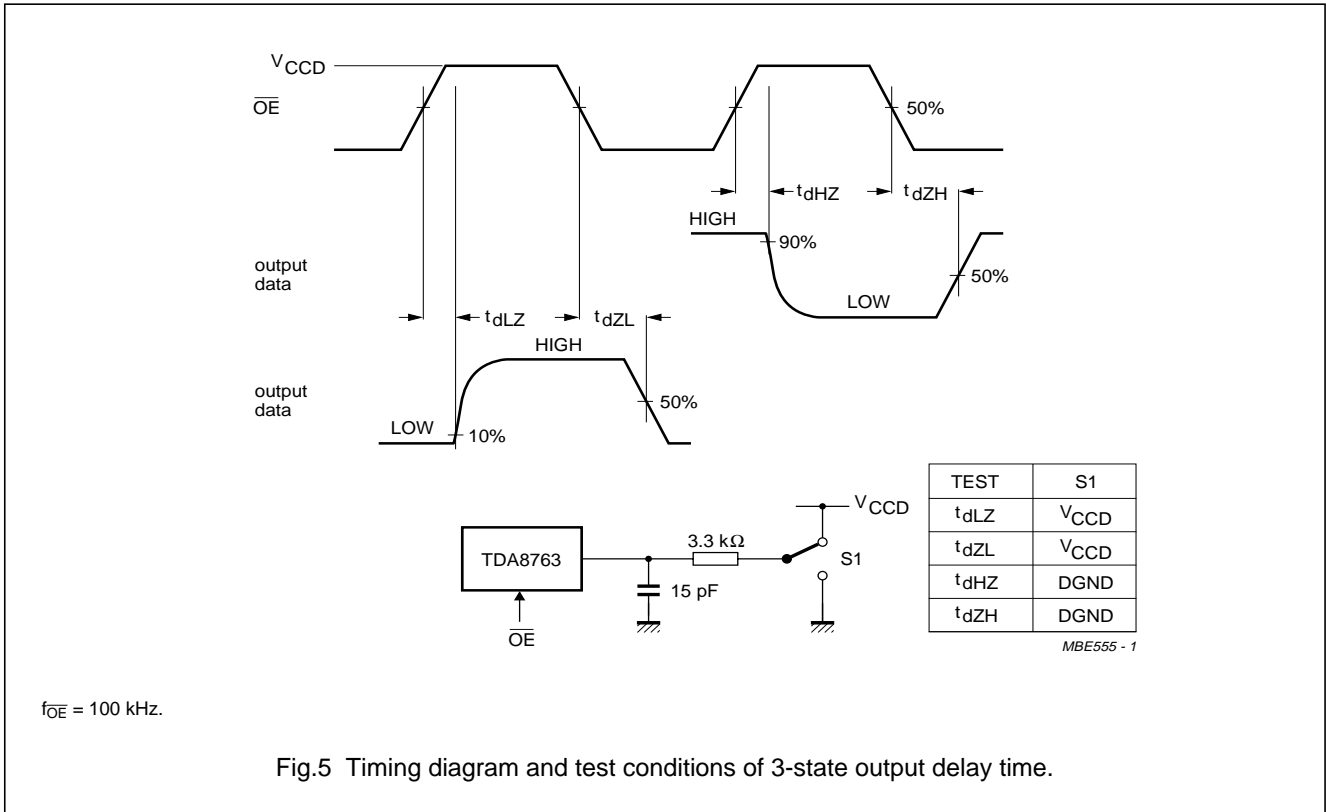 VCCD
OE
50%
tdHZ
tdZH
HIGH
90%
output
data
50%
LOW
tdLZ
tdZL
HIGH
output
data
50%
LOW
10%
TEST S1
tdLZ VCCD
tdZL VCCD
tdHZ DGND
tdZH DGND
VCCD
3.3 kΩ
S1
TDA8763
15 pF
OE
MBE555 - 1
fOE = 100 kHz.
Fig.5 Timing diagram and test conditions of 3-state output delay time.